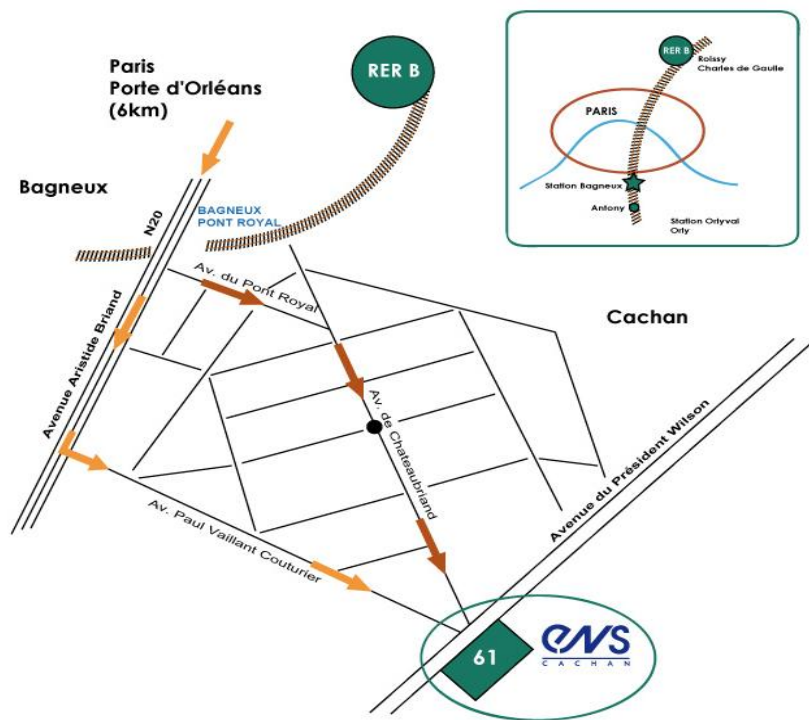 Paris
Porte d'Orléans
(6km)
RER B
Bagneux
N20
BAGNEUX
PONT ROYAL
Av. du Pont Royal
Avenue Aristide Briand
Av. de Chateaubriand
Av. Paul Vaillant Couturier
Cachan
Avenue du Président Wilson
61
ENS
CACHAN
RER B
Roissy
Charles de Gaulle
PARIS
Station Bagneux
Antony
Station Orlyval
Orly